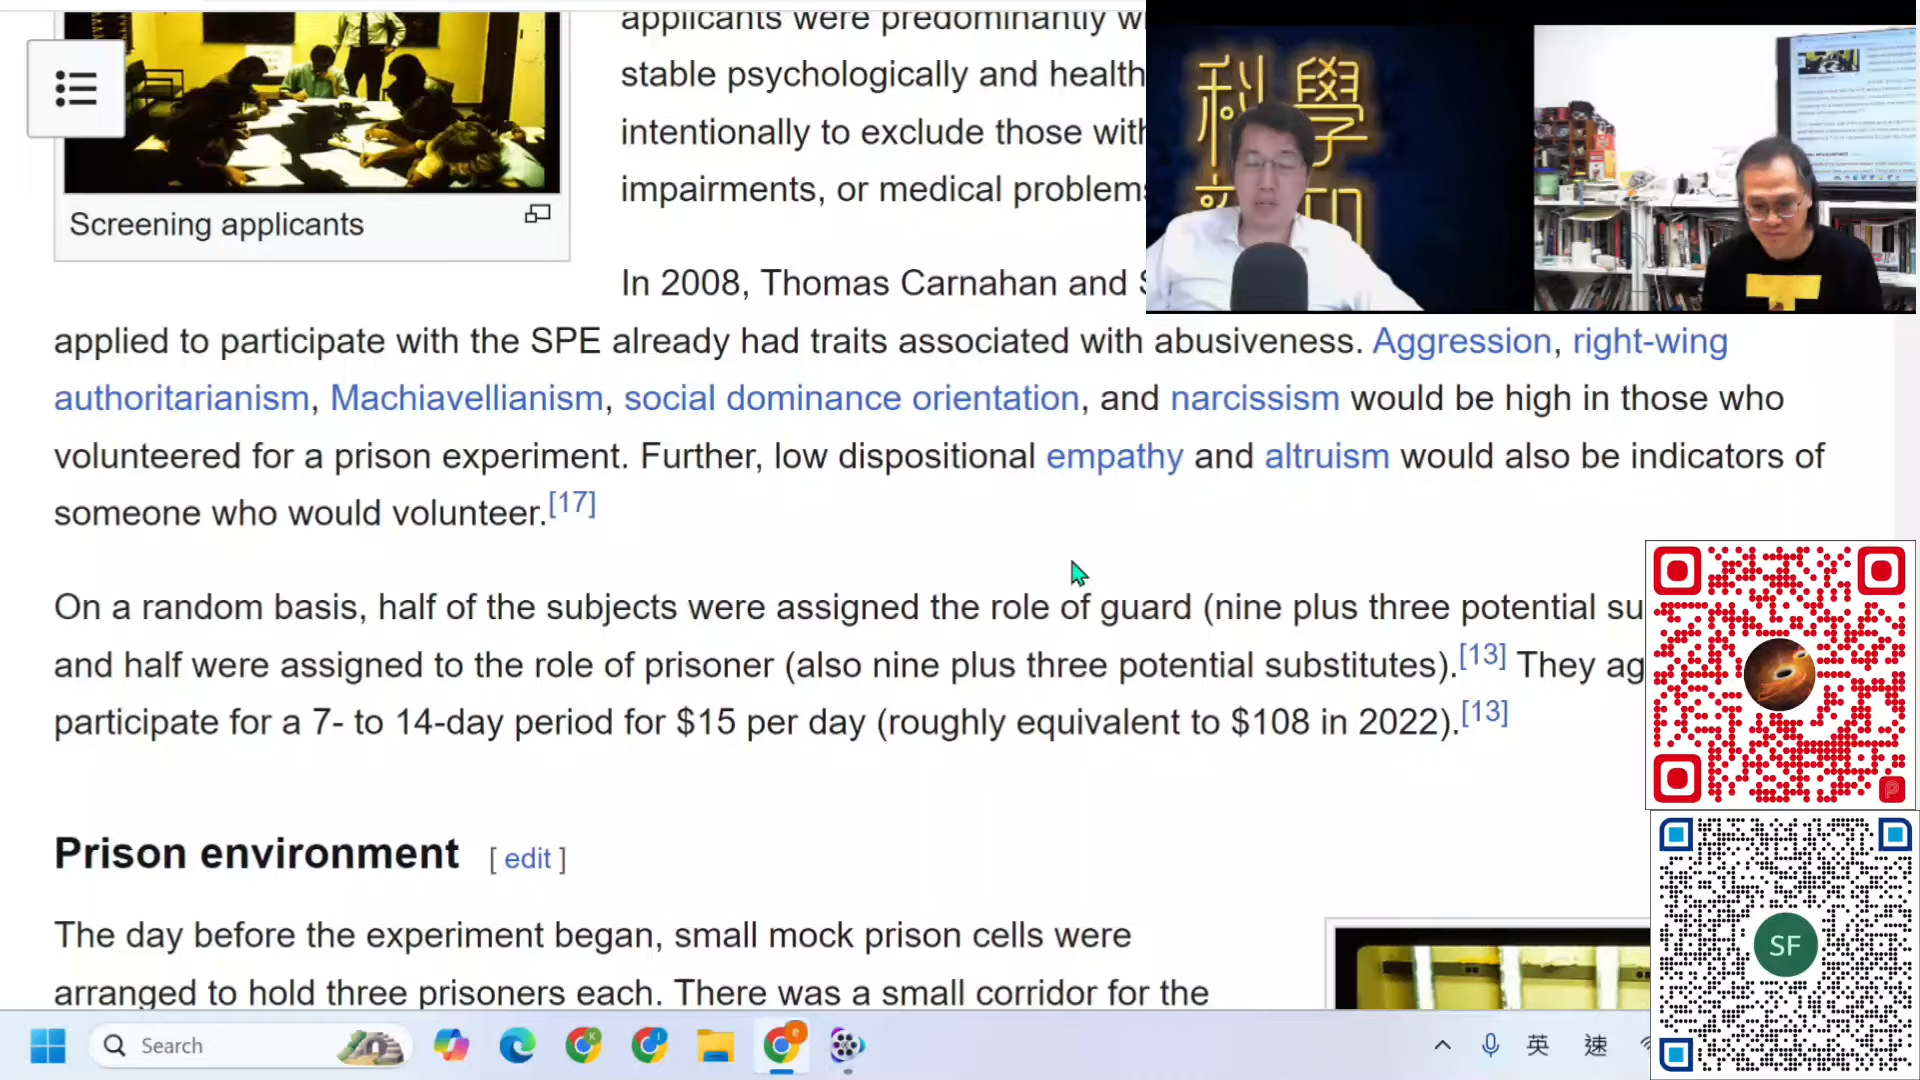 applicants were predominantly
stable psychologically and
intentionally to exclude those
impairments, or medical problems
Screening applicants
In 2008, Thomas Carnahan and
applied to participate with the SPE already had traits associated with abusiveness. Aggression, right-wing
authoritarianism, Machiavellianism, social dominance orientation, and narcissism would be high in those who
volunteered for a prison experiment. Further, low dispositional empathy and altruism would also be indicators of
someone who would volunteer.[17]
On a random basis, half of the subjects were assigned the role of guard (nine plus three potential
and half were assigned to the role of prisoner (also nine plus three potential substitutes).[13] They
participate for a 7- to 14-day period for $15 per day (roughly equivalent to $108 in 2022).[13]
Prison environment [ edit ]
The day before the experiment began, small mock prison cells were
arranged to hold three prisoners each. There was a small corridor for the
科學
SF
Search
英
速